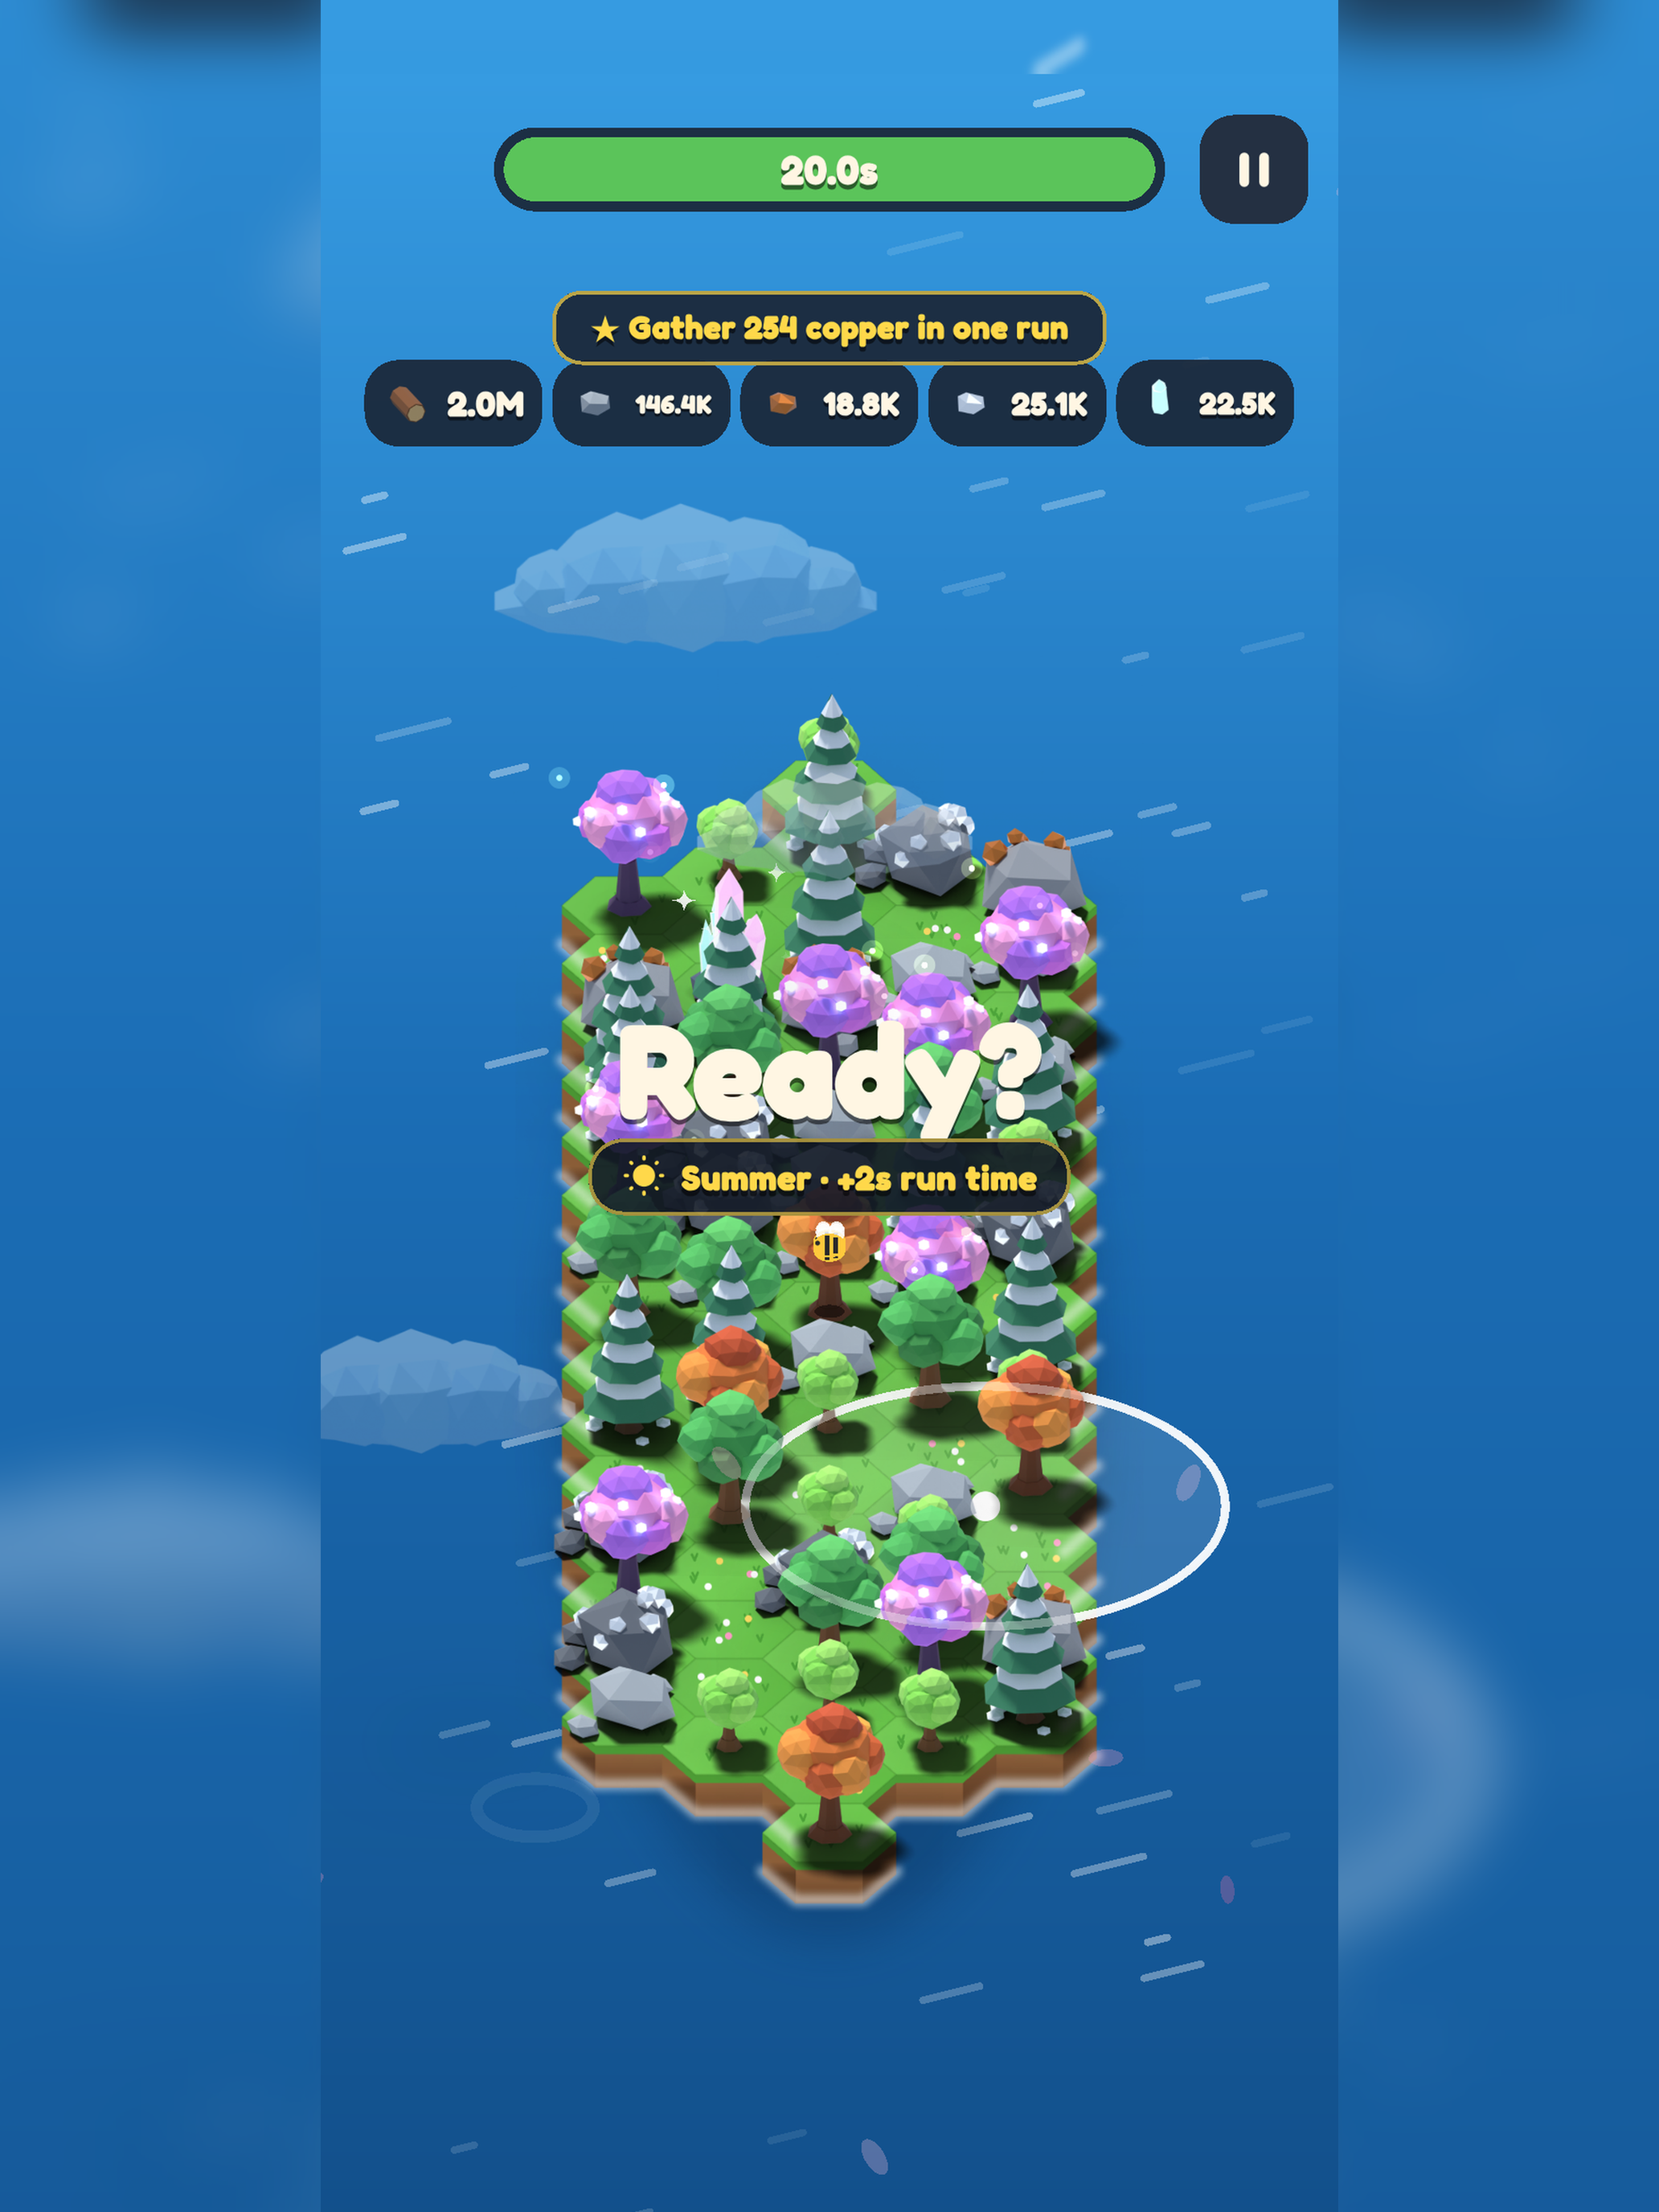 20.0s
★ Gather 254 copper in one run
2.0M 146.4K 18.8K 25.1K 22.5K
Ready?
Summer · +2s run time